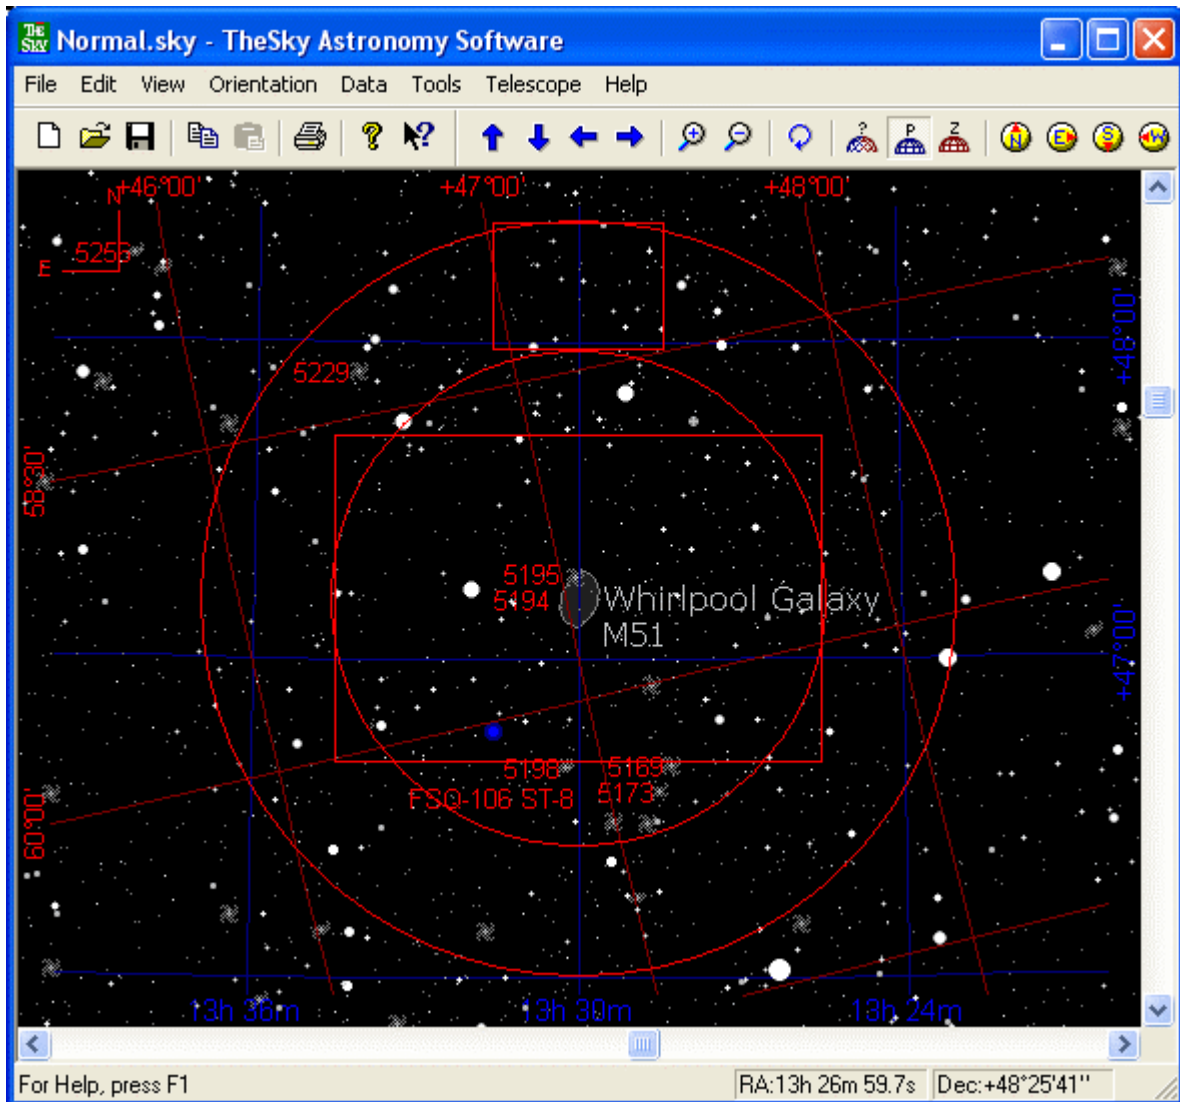 THE SKY Normal.sky - TheSky Astronomy Software
File Edit View Orientation Data Tools Telescope Help
? ? ? P Z N E S W
+46°00' +47°00' +48°00'
N
5253
E
+48°00'
5229
58°30'
5195
5194
Whirlpool Galaxy
M51
+47°00'
5198 5169
FSQ-106 ST-8 5173
60°00'
13h 36m 13h 30m 13h 24m
For Help, press F1 RA:13h 26m 59.7s Dec:+48°25'41"